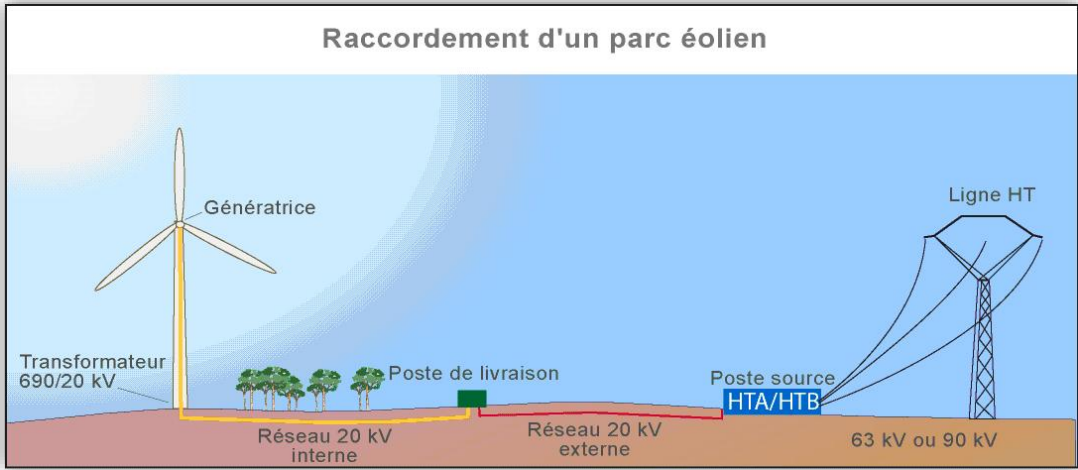 Raccordement d'un parc éolien
Génératrice
Ligne HT
Transformateur
690/20 kV
Poste de livraison
Poste source
HTA/HTB
Réseau 20 kV
interne
Réseau 20 kV
externe
63 kV ou 90 kV